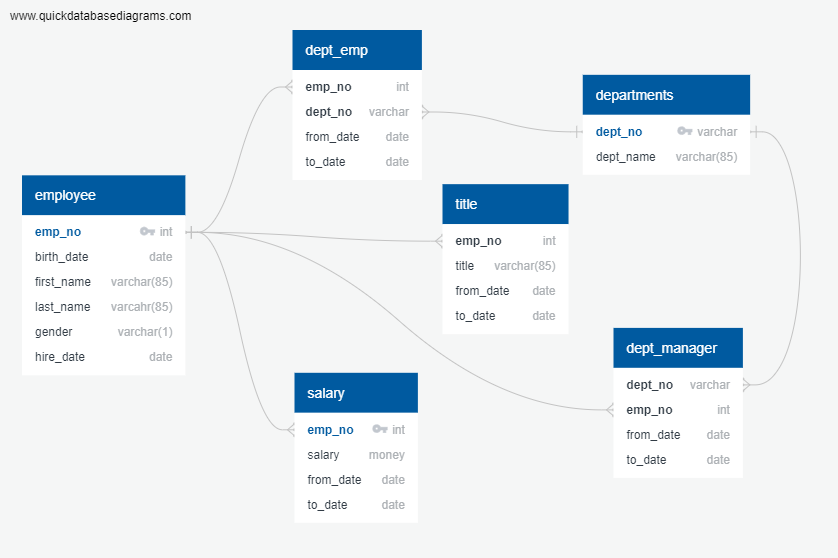 www.quickdatabasediagrams.com
dept_emp
emp_no int
dept_no varchar
from_date date
to_date date
departments
dept_no varchar
dept_name varchar(85)
employee
emp_no int
birth_date date
first_name varchar(85)
last_name varcahr(85)
gender varchar(1)
hire_date date
title
emp_no int
title varchar(85)
from_date date
to_date date
dept_manager
dept_no varchar
emp_no int
from_date date
to_date date
salary
emp_no int
salary money
from_date date
to_date date